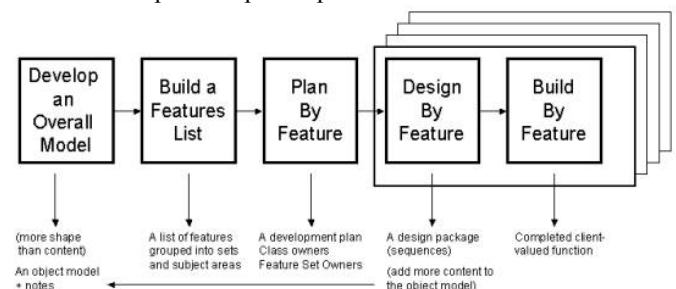 Develop
an
Overall
Model
Build a
Features
List
Plan
By
Feature
Design
By
Feature
Build
By
Feature
(more shape
than content)
An object model
+ notes
A list of features
grouped into sets
and subject areas
A development plan
Class owners
Feature Set Owners
A design package
(sequences)
(add more content to
the object model)
Completed client-
valued function